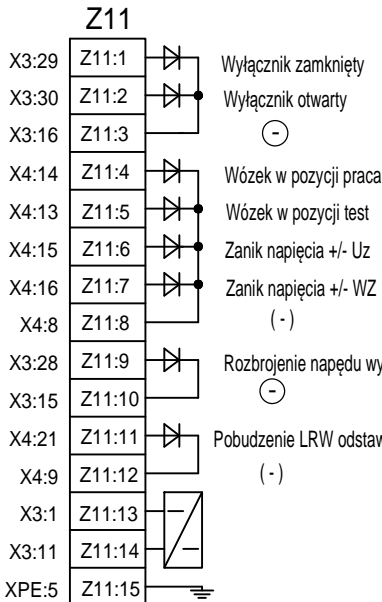 Z11
X3:29 Z11:1 Wyłącznik zamknięty
X3:30 Z11:2 Wyłącznik otwarty
X3:16 Z11:3 -
X4:14 Z11:4 Wózek w pozycji praca
X4:13 Z11:5 Wózek w pozycji test
X4:15 Z11:6 Zanik napięcia +/- Uz
X4:16 Z11:7 Zanik napięcia +/- WZ
X4:8 Z11:8 (-)
X3:28 Z11:9 Rozbrojenie napędu wy
X3:15 Z11:10 -
X4:21 Z11:11 Pobudzenie LRW odstaw
X4:9 Z11:12 (-)
X3:1 Z11:13
X3:11 Z11:14
XPE:5 Z11:15